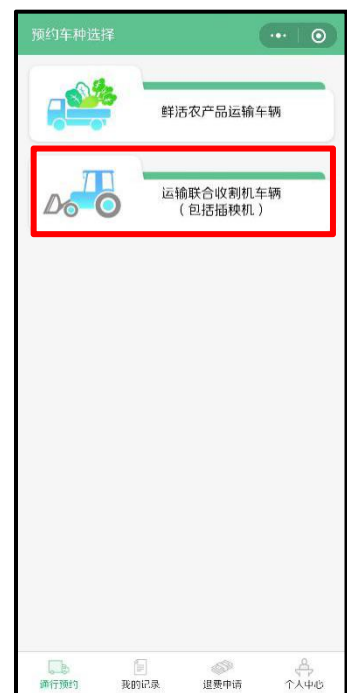 预约车种选择
鲜活农产品运输车辆
运输联合收割机车辆
（包括插秧机）
通行预约
我的记录
退费申请
个人中心